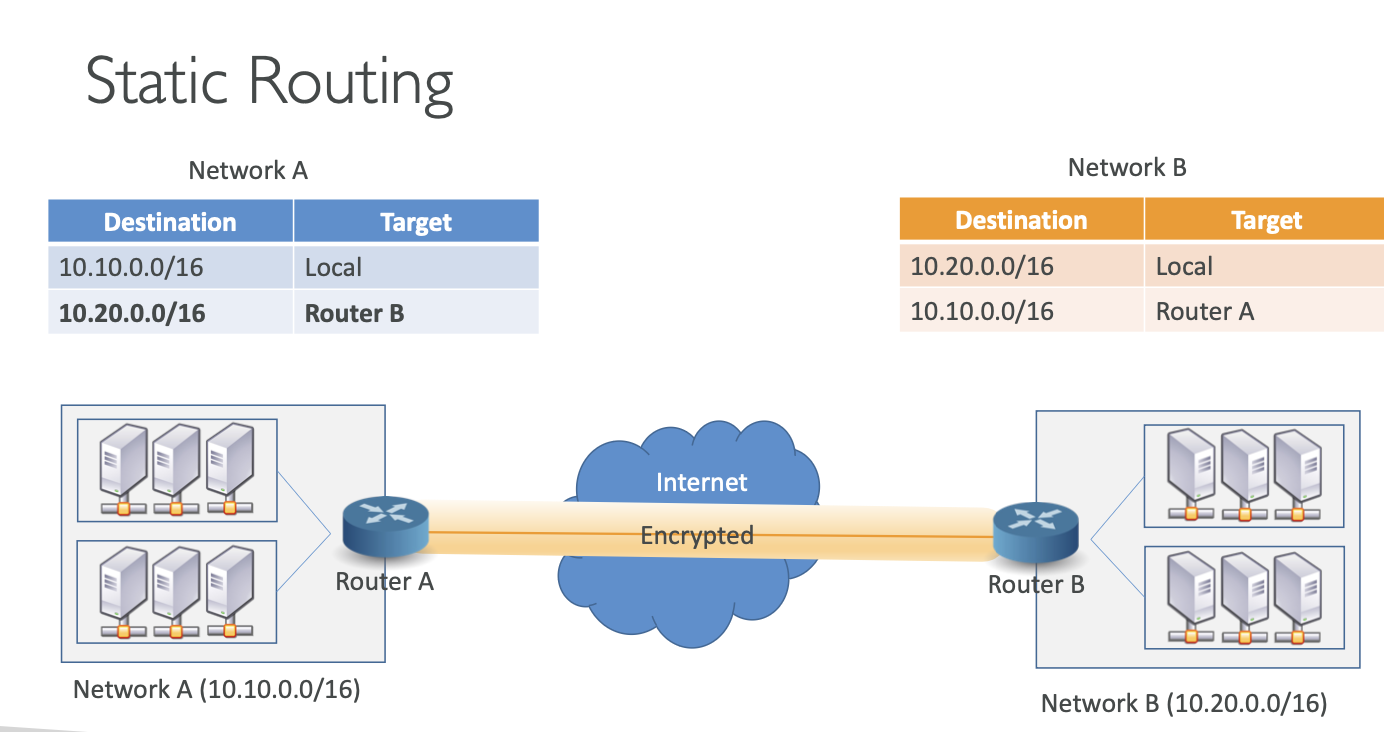 Static Routing
Network A
Destination Target
10.10.0.0/16 Local
10.20.0.0/16 Router B
Network B
Destination Target
10.20.0.0/16 Local
10.10.0.0/16 Router A
Internet
Encrypted
Router A
Router B
Network A (10.10.0.0/16)
Network B (10.20.0.0/16)